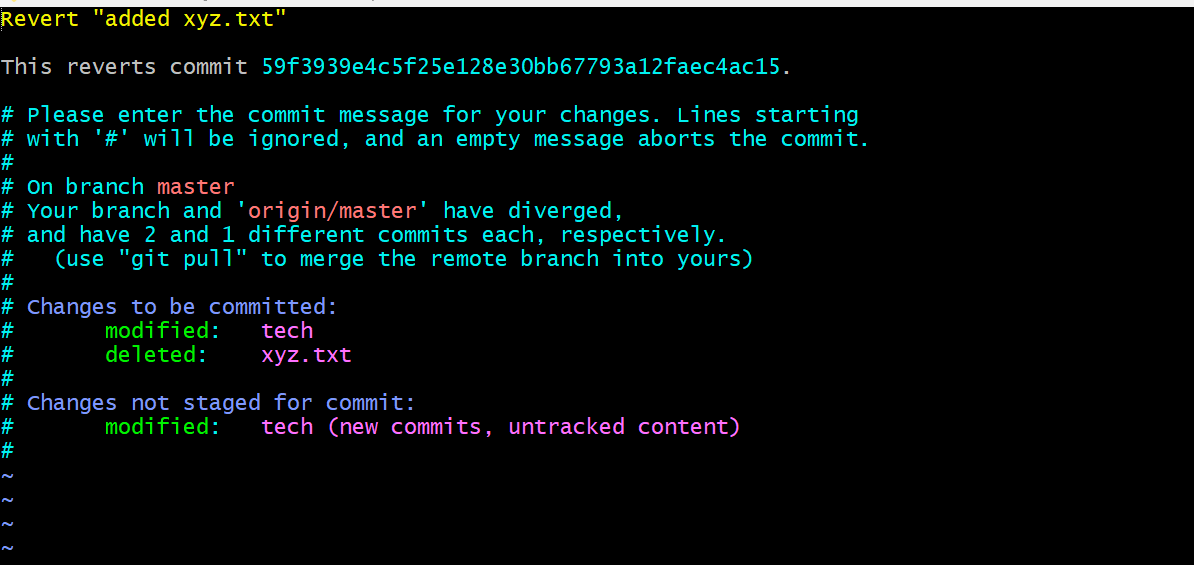 Revert "added xyz.txt"
This reverts commit 59f3939e4c5f25e128e30bb67793a12faec4ac15.
# Please enter the commit message for your changes. Lines starting
# with '#' will be ignored, and an empty message aborts the commit.
#
# On branch master
# Your branch and 'origin/master' have diverged,
# and have 2 and 1 different commits each, respectively.
#   (use "git pull" to merge the remote branch into yours)
#
# Changes to be committed:
#       modified:   tech
#       deleted:    xyz.txt
#
# Changes not staged for commit:
#       modified:   tech (new commits, untracked content)
#
~
~
~
~